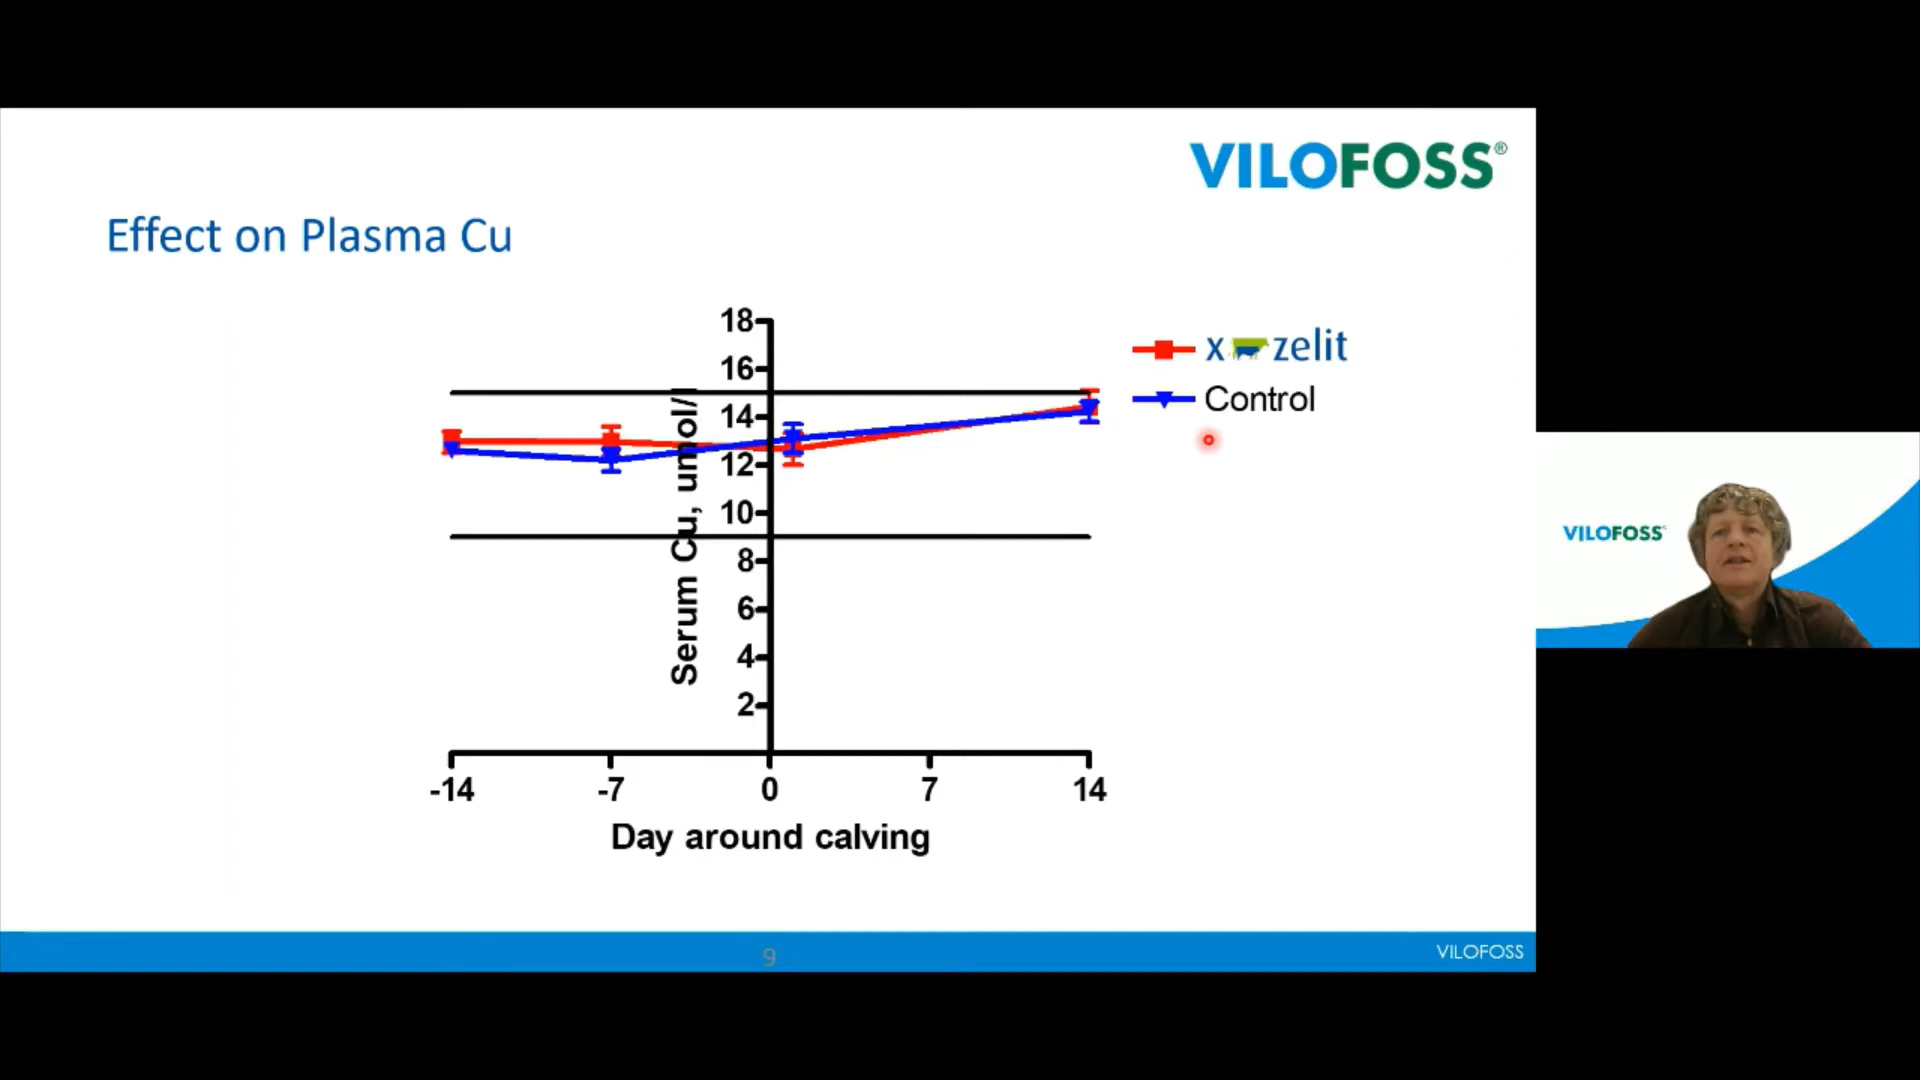 VILOFOSS®
Effect on Plasma Cu
18
16
14
12
10
8
6
4
2
Serum Cu, umol/l
x zelit
Control
-14
-7
0
7
14
Day around calving
9
VILOFOSS
VILOFOSS